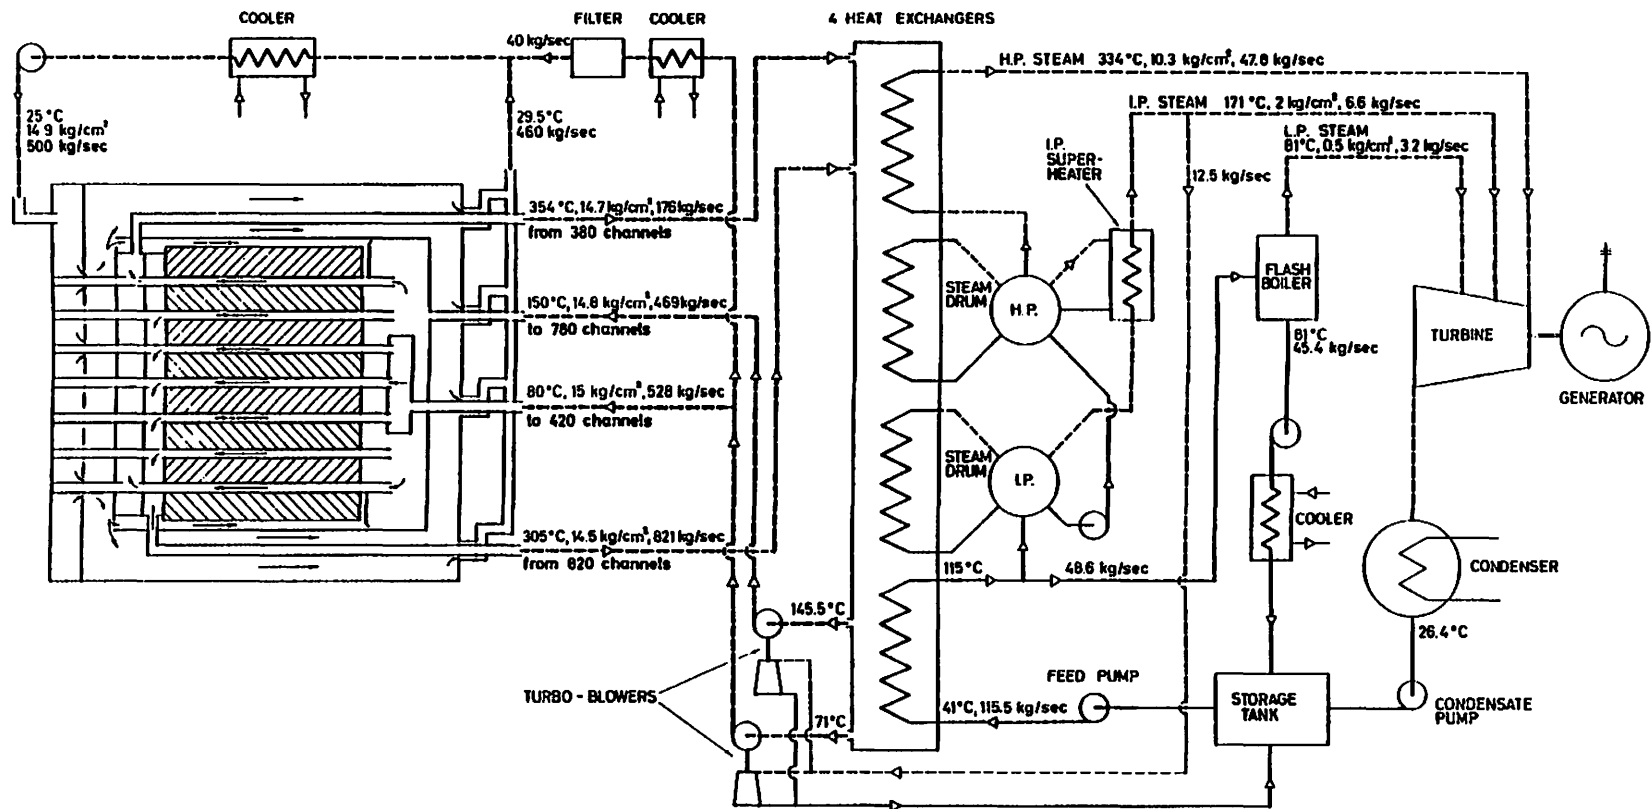 COOLER
FILTER
COOLER
4 HEAT EXCHANGERS
40 kg/sec
H.P. STEAM 334°C, 10.3 kg/cm², 47.8 kg/sec
I.P. STEAM 171°C, 2 kg/cm², 6.6 kg/sec
L.P. STEAM
81°C, 0.5 kg/cm², 3.2 kg/sec
25°C
14.9 kg/cm²
500 kg/sec
29.5°C
460 kg/sec
I.P.
SUPER-
HEATER
12.5 kg/sec
354°C, 14.7 kg/cm², 176 kg/sec
from 380 channels
150°C, 14.8 kg/cm², 469 kg/sec
to 780 channels
80°C, 15 kg/cm², 528 kg/sec
to 420 channels
305°C, 14.5 kg/cm², 821 kg/sec
from 820 channels
STEAM
DRUM
H.P.
FLASH
BOILER
TURBINE
81°C
45.4 kg/sec
GENERATOR
STEAM
DRUM
I.P.
COOLER
115°C
48.6 kg/sec
CONDENSER
145.5°C
26.4°C
TURBO-BLOWERS
FEED PUMP
41°C, 115.5 kg/sec
71°C
STORAGE
TANK
CONDENSATE
PUMP